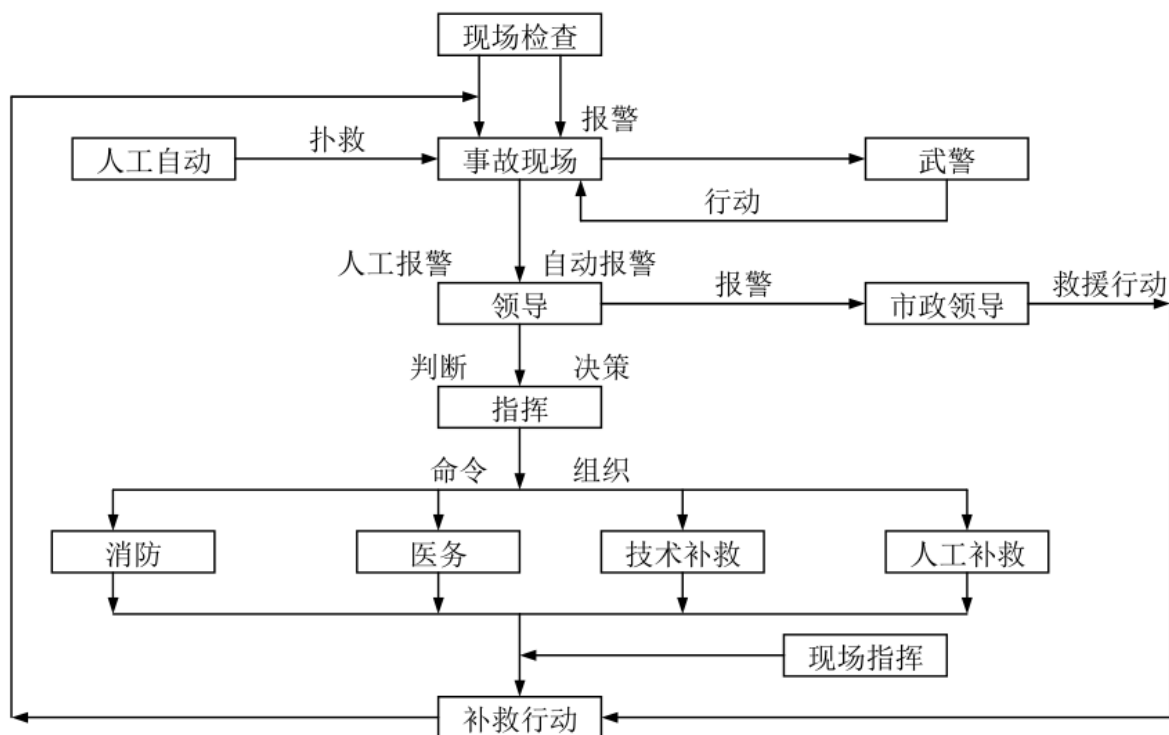 现场检查
报警
扑救
人工自动
事故现场
武警
行动
人工报警
自动报警
报警
救援行动
领导
市政领导
判断
决策
指挥
命令
组织
消防
医务
技术补救
人工补救
现场指挥
补救行动